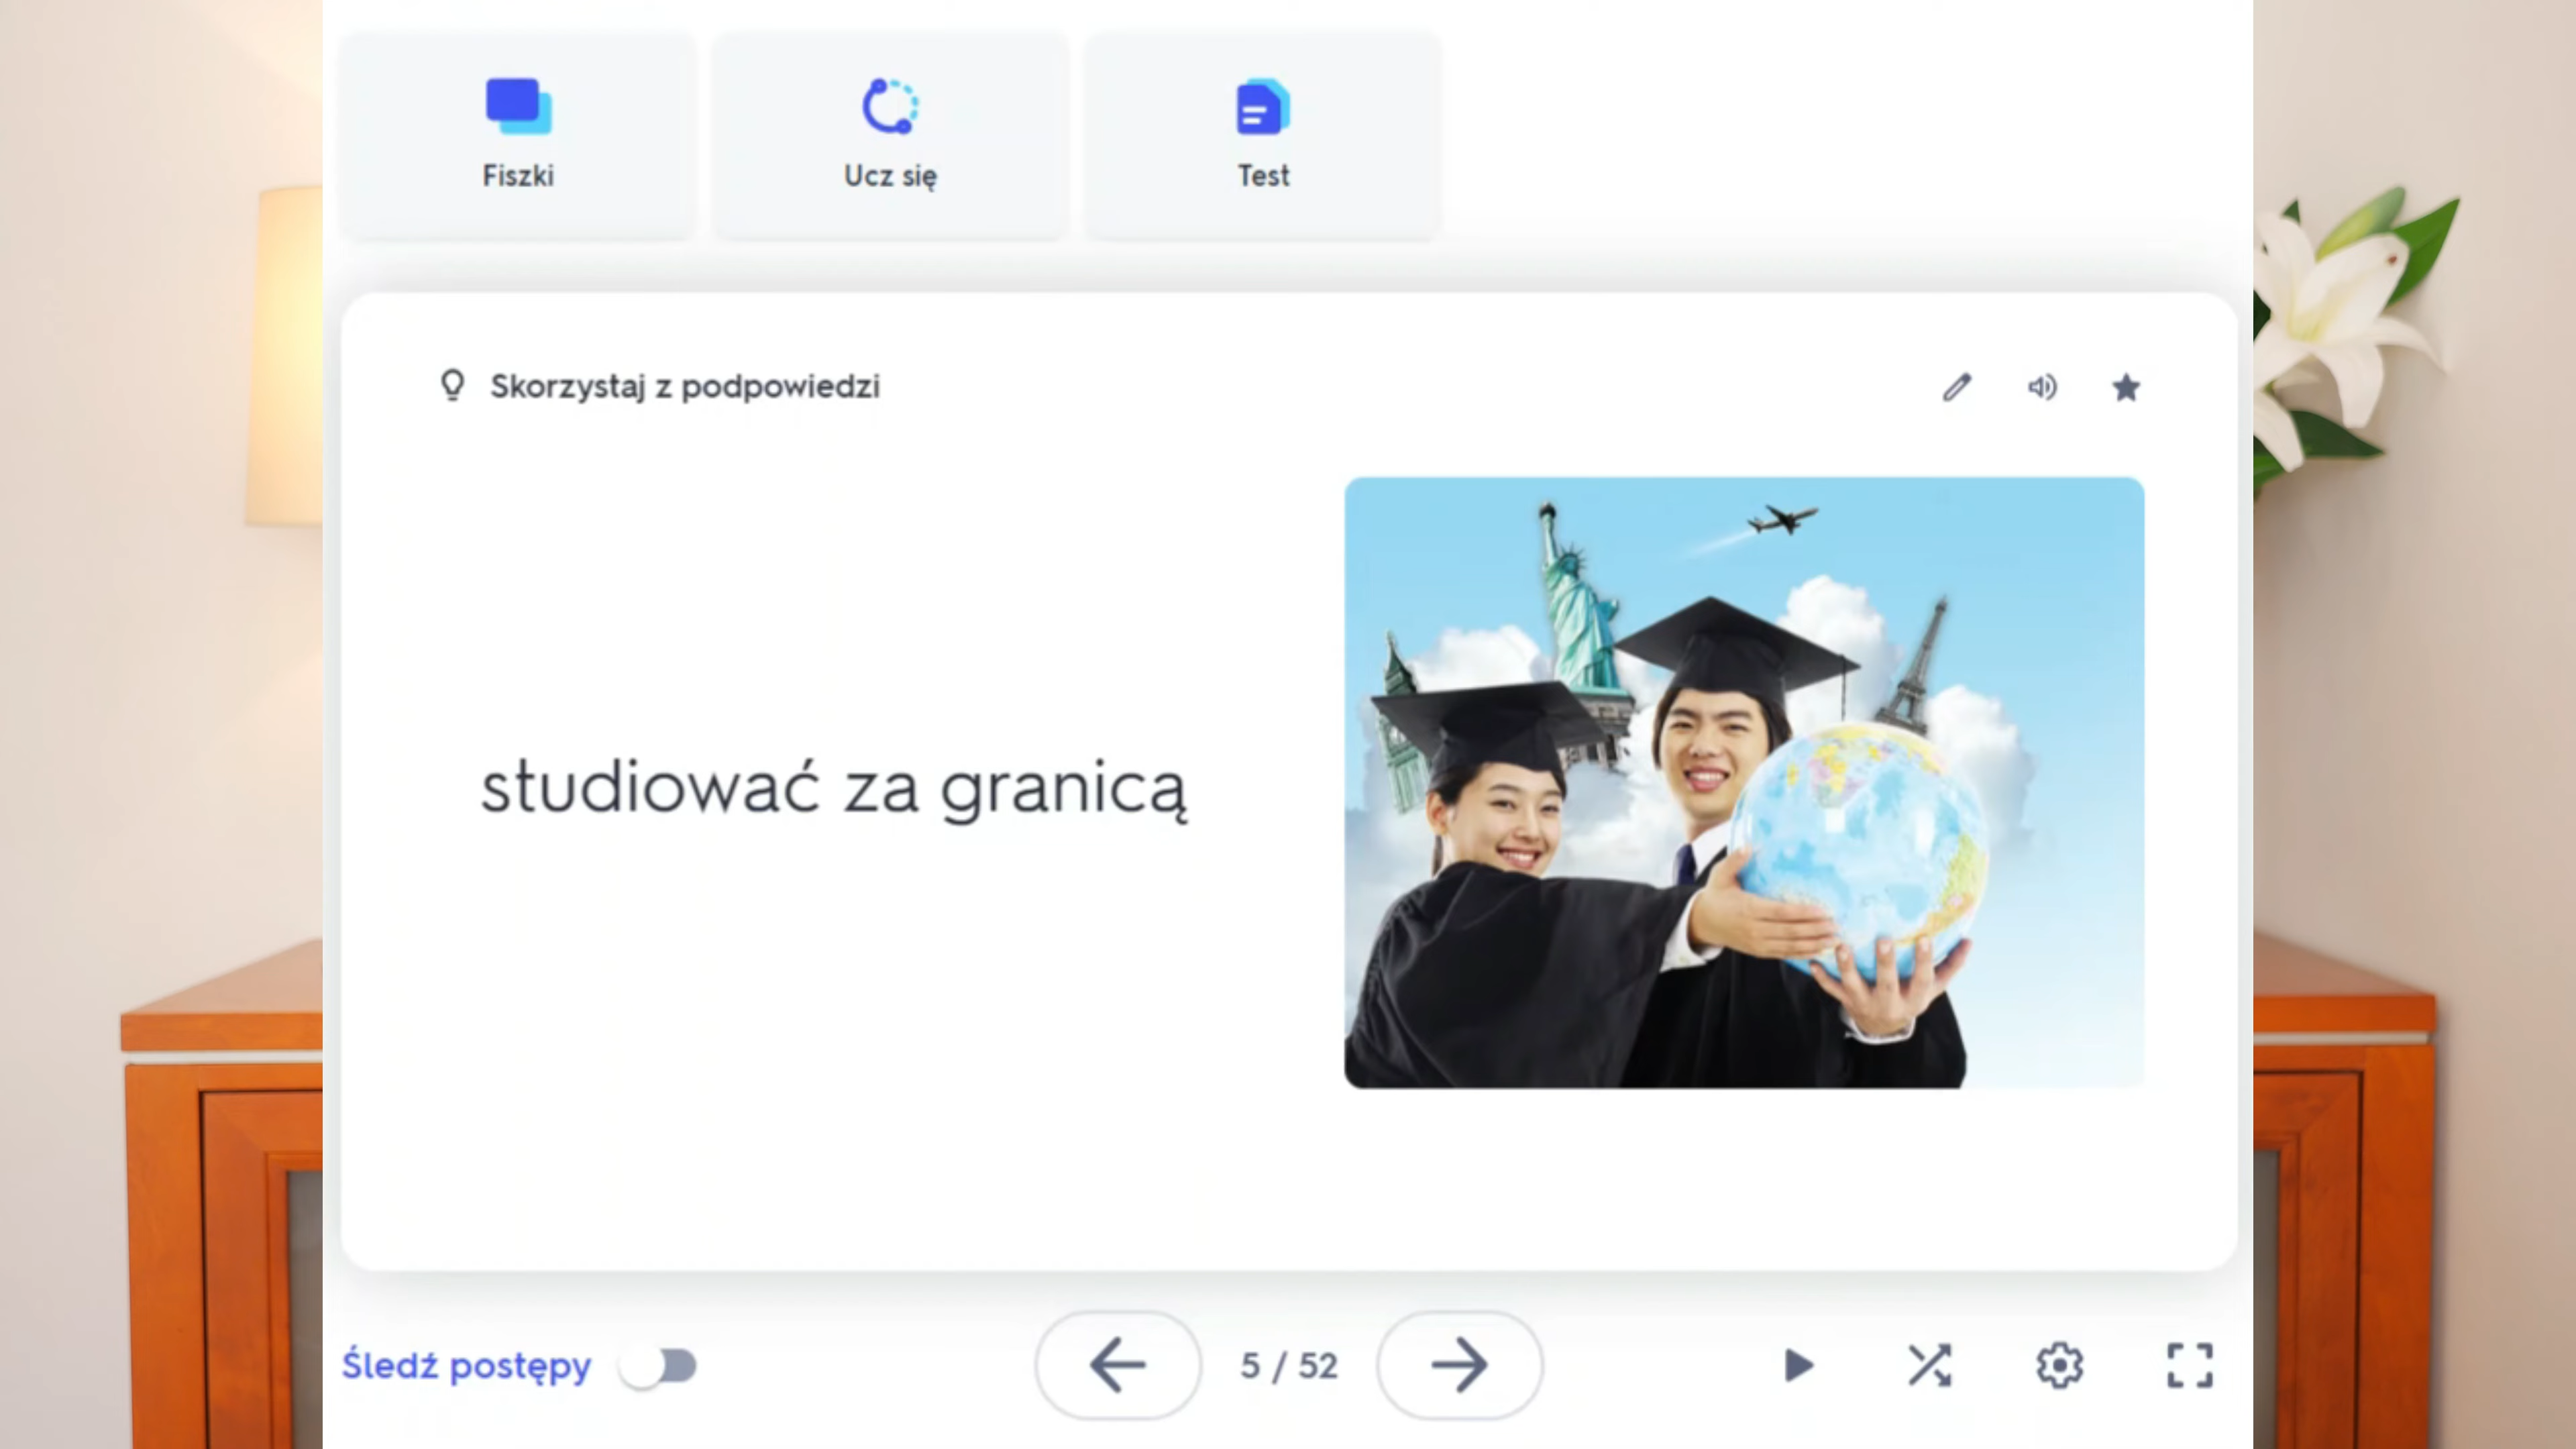 Fiszki
Ucz się
Test
Skorzystaj z podpowiedzi
studiować za granicą
Śledź postępy
5 / 52